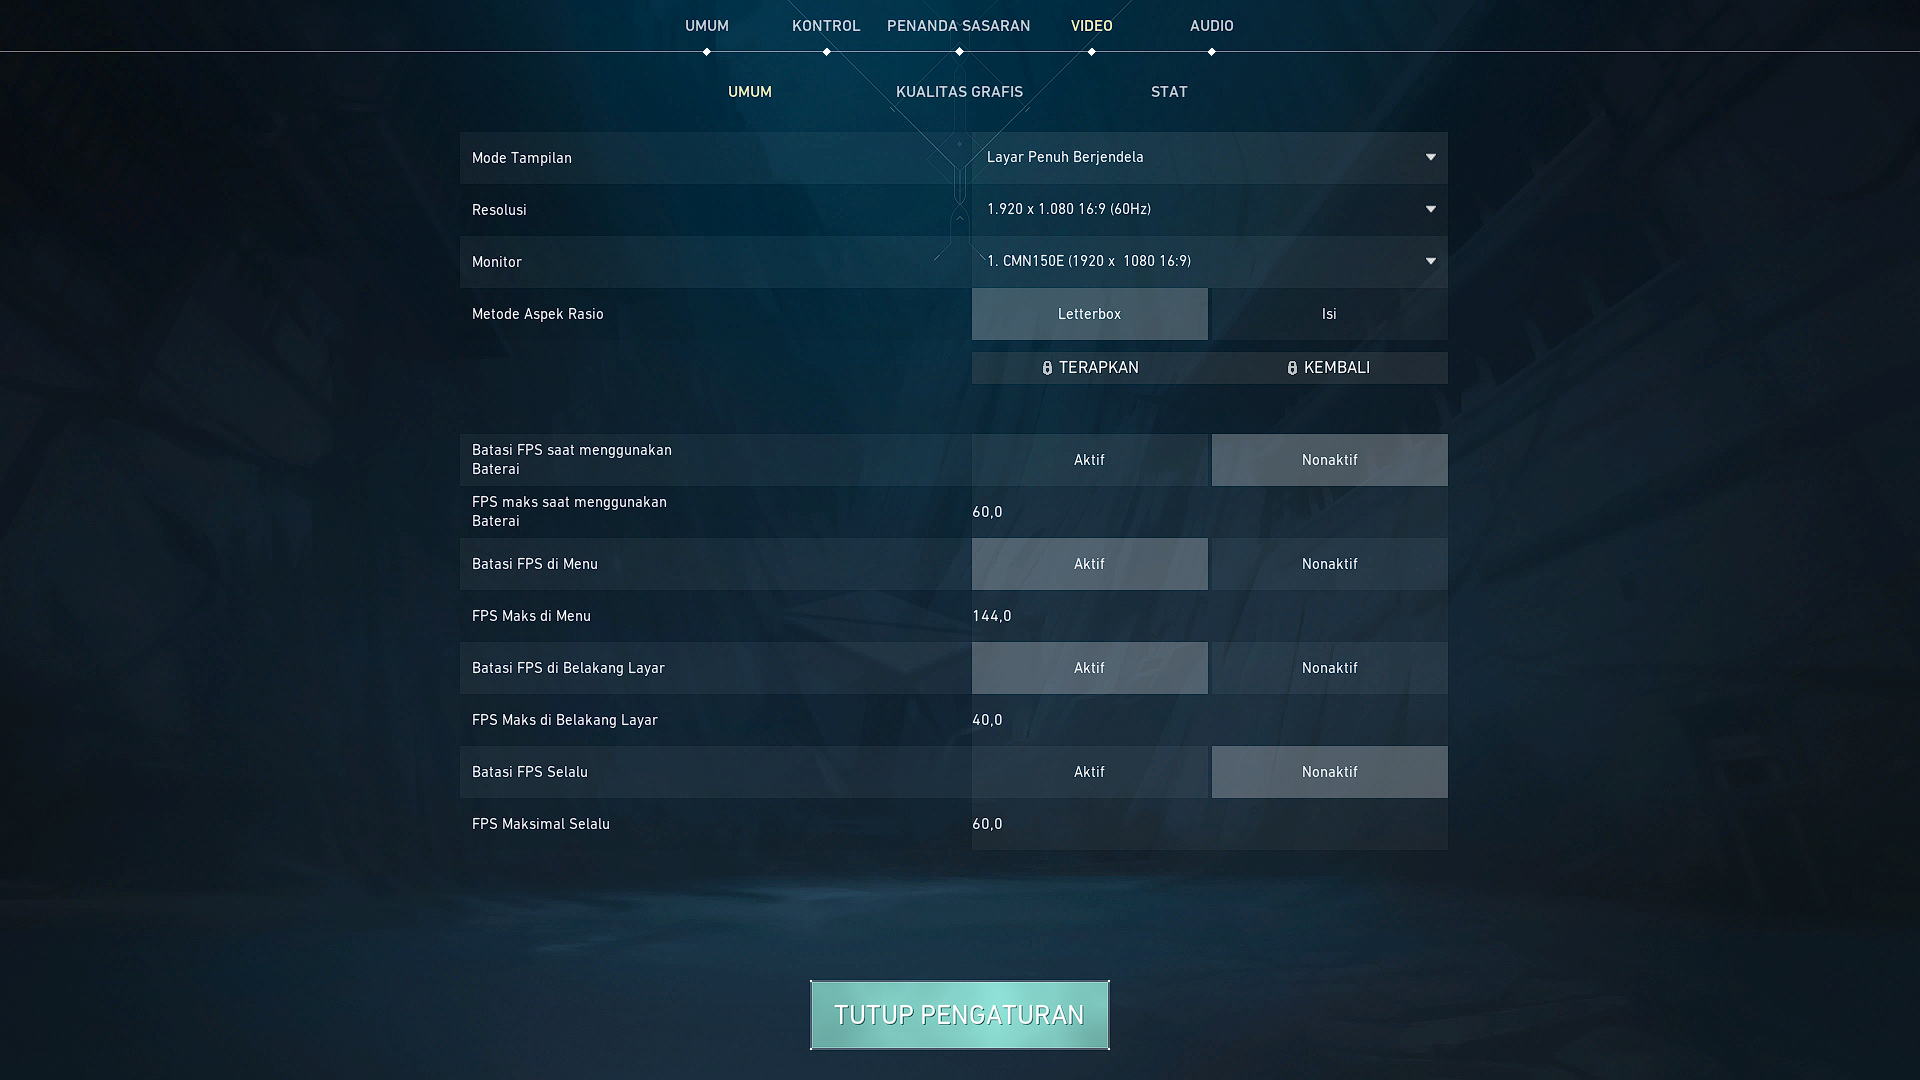 UMUM KONTROL PENANDA SASARAN VIDEO AUDIO
UMUM KUALITAS GRAFIS STAT
Mode Tampilan Layar Penuh Berjendela
Resolusi 1.920 x 1.080 16:9 (60Hz)
Monitor 1. CMN150E (1920 x  1080 16:9)
Metode Aspek Rasio Letterbox Isi
TERAPKAN KEMBALI
Batasi FPS saat menggunakan
Baterai Aktif Nonaktif
FPS maks saat menggunakan
Baterai 60,0
Batasi FPS di Menu Aktif Nonaktif
FPS Maks di Menu 144,0
Batasi FPS di Belakang Layar Aktif Nonaktif
FPS Maks di Belakang Layar 40,0
Batasi FPS Selalu Aktif Nonaktif
FPS Maksimal Selalu 60,0
TUTUP PENGATURAN